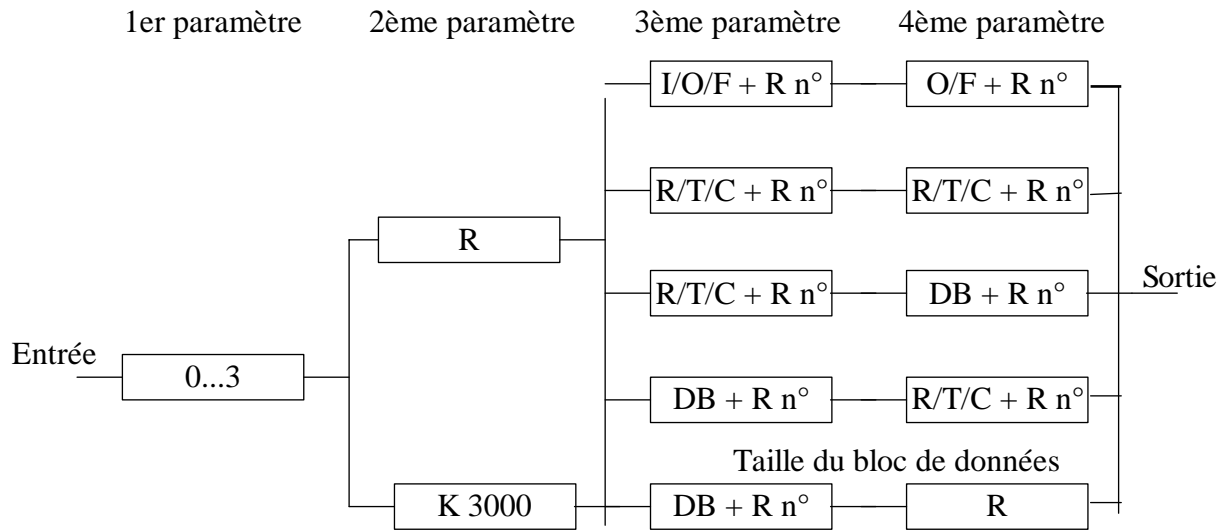 1er paramètre 2ème paramètre 3ème paramètre 4ème paramètre
I/O/F + R n° O/F + R n°
R/T/C + R n° R/T/C + R n°
R
R/T/C + R n° DB + R n° Sortie
Entrée 0...3
DB + R n° R/T/C + R n°
Taille du bloc de données
K 3000 DB + R n° R